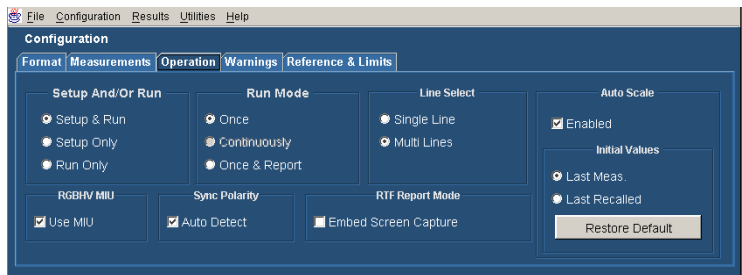 File Configuration Results Utilities Help
Configuration
Format Measurements Operation Warnings Reference & Limits
Setup And/Or Run
Setup & Run
Setup Only
Run Only
Run Mode
Once
Continuously
Once & Report
Line Select
Single Line
Multi Lines
Auto Scale
Enabled
Initial Values
Last Meas.
Last Recalled
Restore Default
RGBHV MIU
Use MIU
Sync Polarity
Auto Detect
RTF Report Mode
Embed Screen Capture